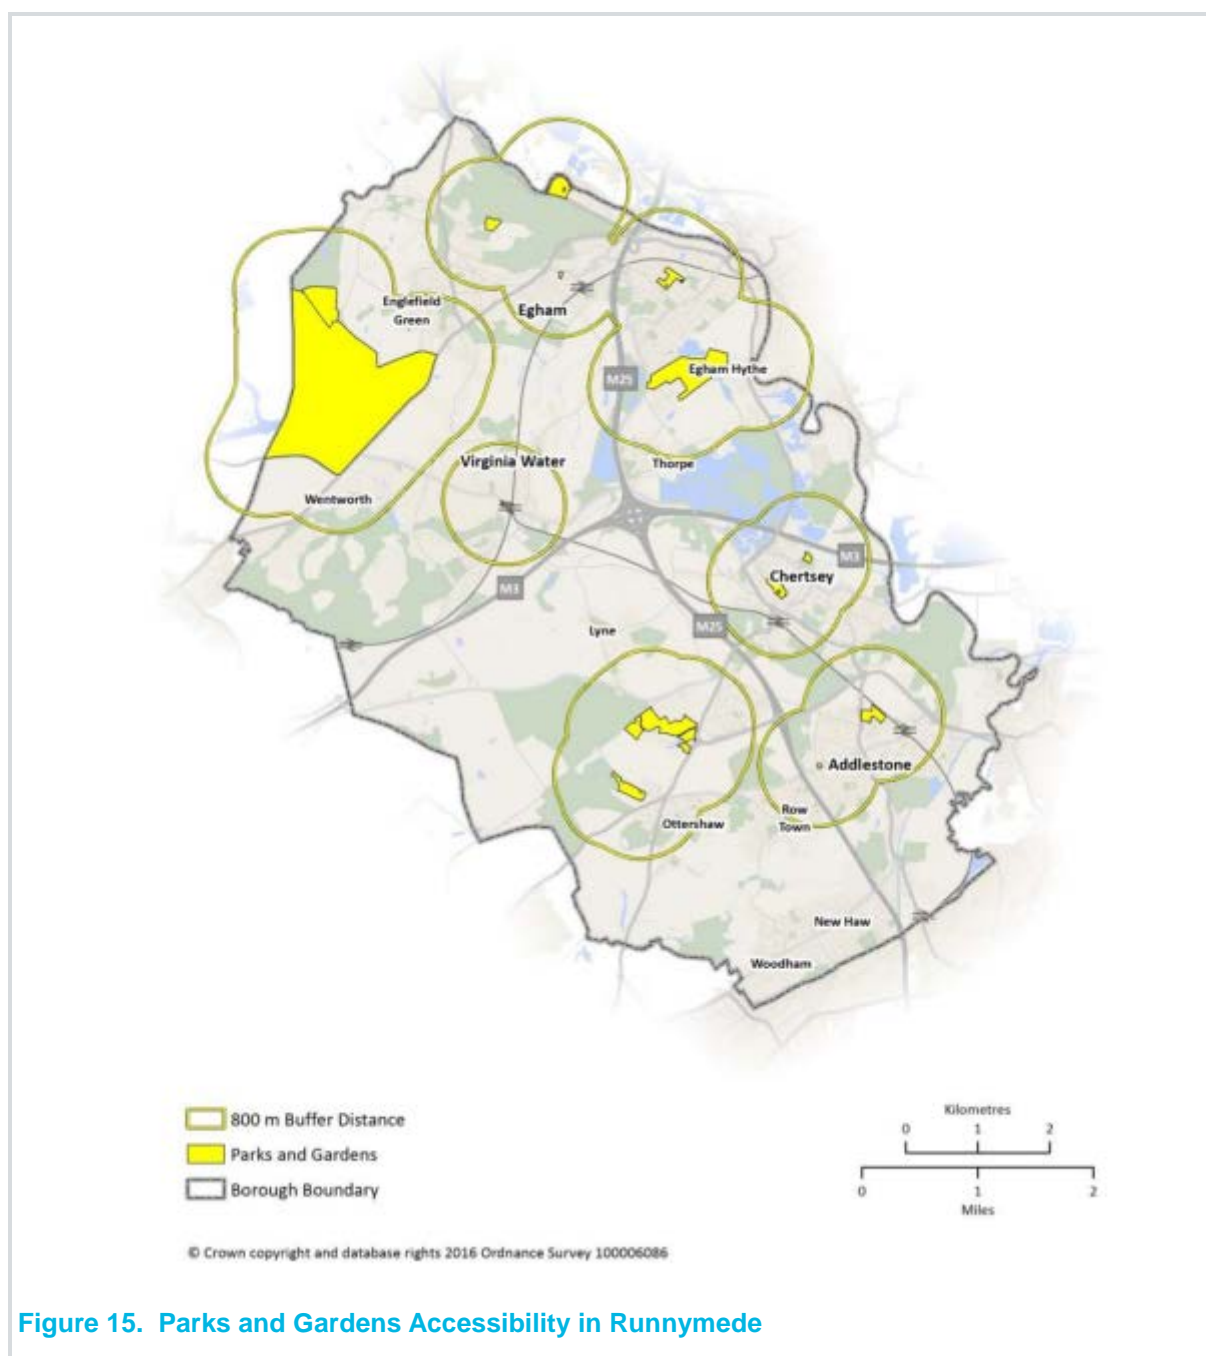 Englefield
Green
Egham
M25
Egham Hythe
Virginia Water
Thorpe
Wentworth
M3
Chertsey
M3
Lyne
M25
Addlestone
Row
Town
Ottershaw
New Haw
Woodham
800 m Buffer Distance
Parks and Gardens
Borough Boundary
Kilometres
0 1 2
0 1 2
Miles
© Crown copyright and database rights 2016 Ordnance Survey 100006086
Figure 15. Parks and Gardens Accessibility in Runnymede